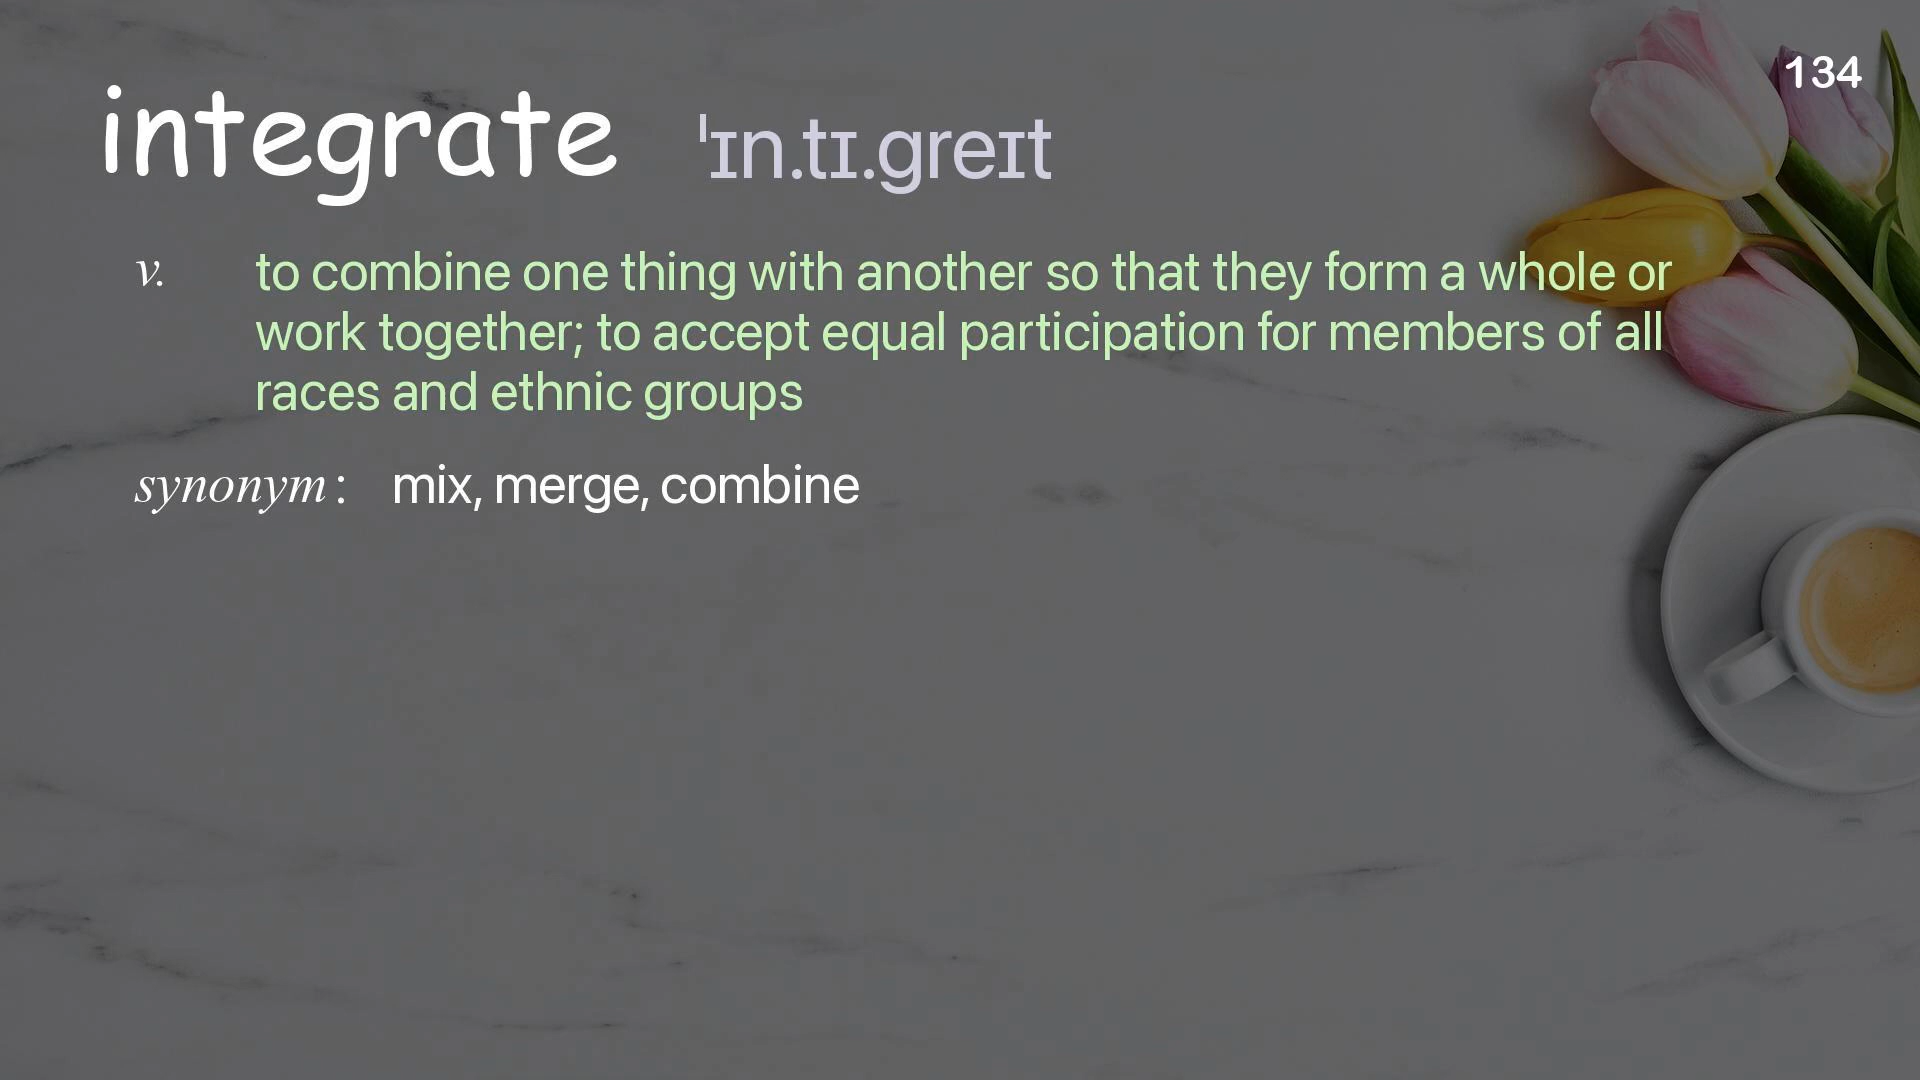 134
integrate ˈɪn.tɪ.greɪt
v. to combine one thing with another so that they form a whole or
work together; to accept equal participation for members of all
races and ethnic groups
synonym : mix, merge, combine